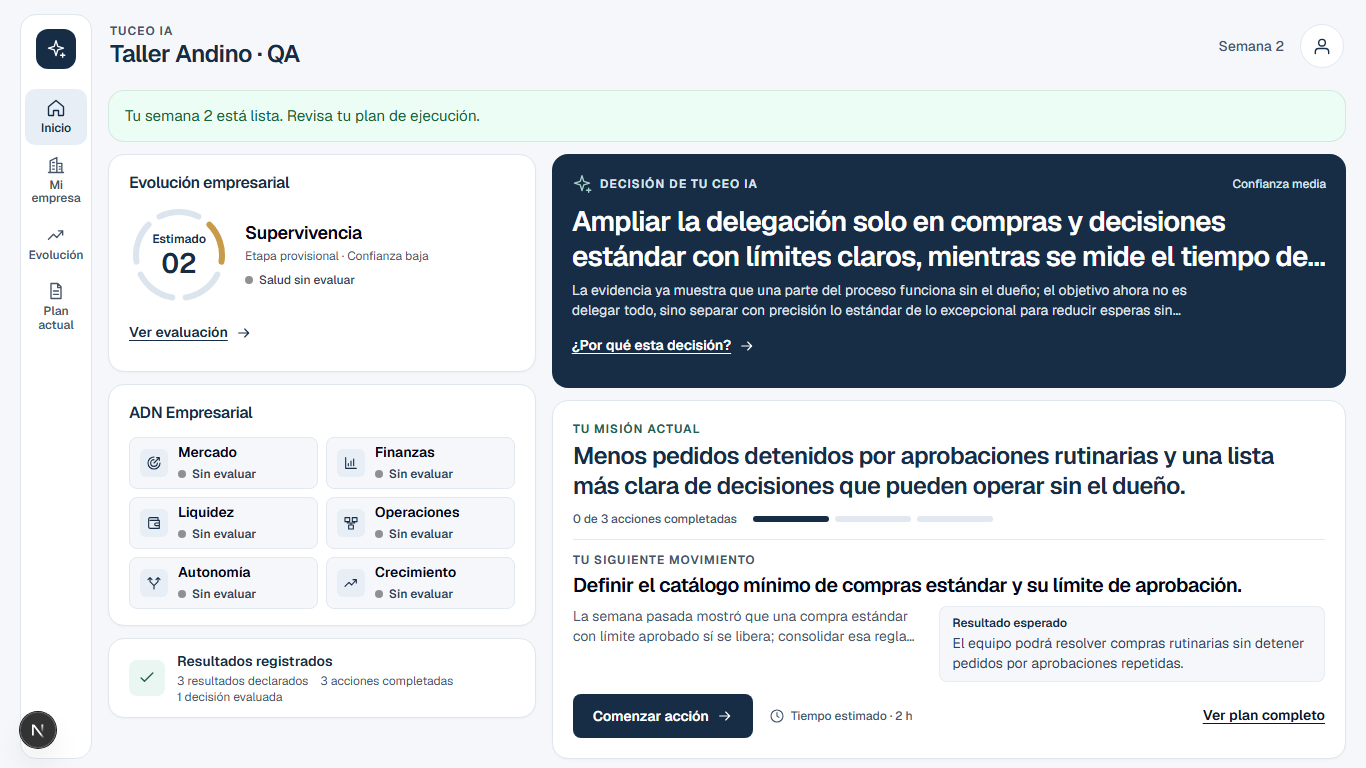 TUCEO IA
Taller Andino · QA
Semana 2
Inicio
Mi
empresa
Evolución
Plan
actual
N
Tu semana 2 está lista. Revisa tu plan de ejecución.
Evolución empresarial
Estimado
02
Supervivencia
Etapa provisional · Confianza baja
Salud sin evaluar
Ver evaluación
ADN Empresarial
Mercado
Sin evaluar
Finanzas
Sin evaluar
Liquidez
Sin evaluar
Operaciones
Sin evaluar
Autonomía
Sin evaluar
Crecimiento
Sin evaluar
Resultados registrados
3 resultados declarados 3 acciones completadas
1 decisión evaluada
DECISIÓN DE TU CEO IA
Confianza media
Ampliar la delegación solo en compras y decisiones
estándar con límites claros, mientras se mide el tiempo de...
La evidencia ya muestra que una parte del proceso funciona sin el dueño; el objetivo ahora no es
delegar todo, sino separar con precisión lo estándar de lo excepcional para reducir esperas sin...
¿Por qué esta decisión?
TU MISIÓN ACTUAL
Menos pedidos detenidos por aprobaciones rutinarias y una lista
más clara de decisiones que pueden operar sin el dueño.
0 de 3 acciones completadas
TU SIGUIENTE MOVIMIENTO
Definir el catálogo mínimo de compras estándar y su límite de aprobación.
La semana pasada mostró que una compra estándar
con límite aprobado sí se libera; consolidar esa regla...
Resultado esperado
El equipo podrá resolver compras rutinarias sin detener
pedidos por aprobaciones repetidas.
Comenzar acción
Tiempo estimado · 2 h
Ver plan completo